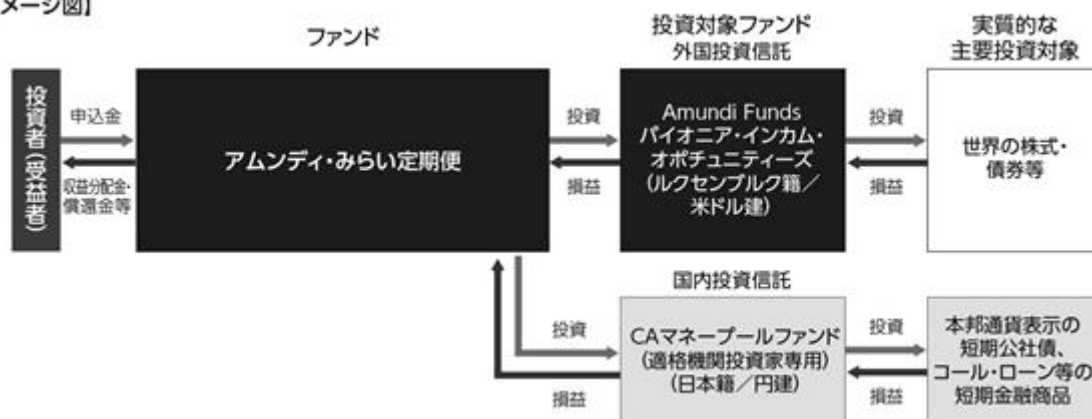 メージ図】
ファンド
投資対象ファンド
外国投資信託
実質的な
主要投資対象
投資者(受益者)
申込金
収益分配金・
償還金等
アムンディ・みらい定期便
投資
損益
Amundi Funds
パイオニア・インカム・
オポチュニティーズ
(ルクセンブルク籍/
米ドル建)
投資
損益
世界の株式・
債券等
国内投資信託
投資
損益
CAマネープールファンド
(適格機関投資家専用)
(日本籍/円建)
投資
損益
本邦通貨表示の
短期公社債、
コール・ローン等の
短期金融商品